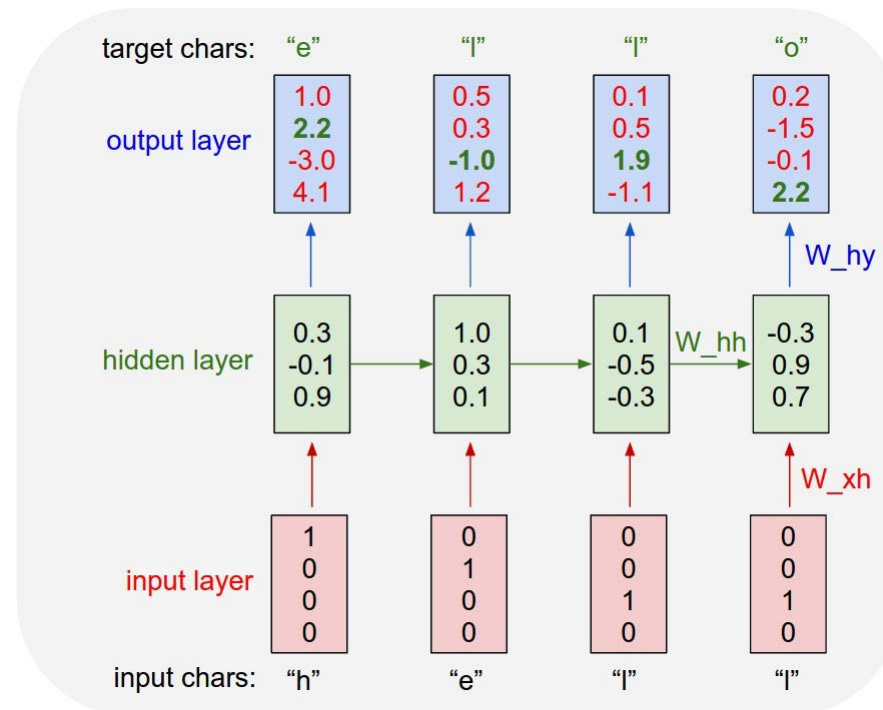 target chars: “e” “l” “l” “o”
1.0 0.5 0.1 0.2
2.2 0.3 0.5 -1.5
output layer
-3.0 -1.0 1.9 -0.1
4.1 1.2 -1.1 2.2
W_hy
0.3 1.0 0.1 -0.3
W_hh
hidden layer -0.1 0.3 -0.5 0.9
0.9 0.1 -0.3 0.7
W_xh
1 0 0 0
0 1 0 0
input layer
0 0 1 1
0 0 0 0
input chars: “h” “e” “l” “l”